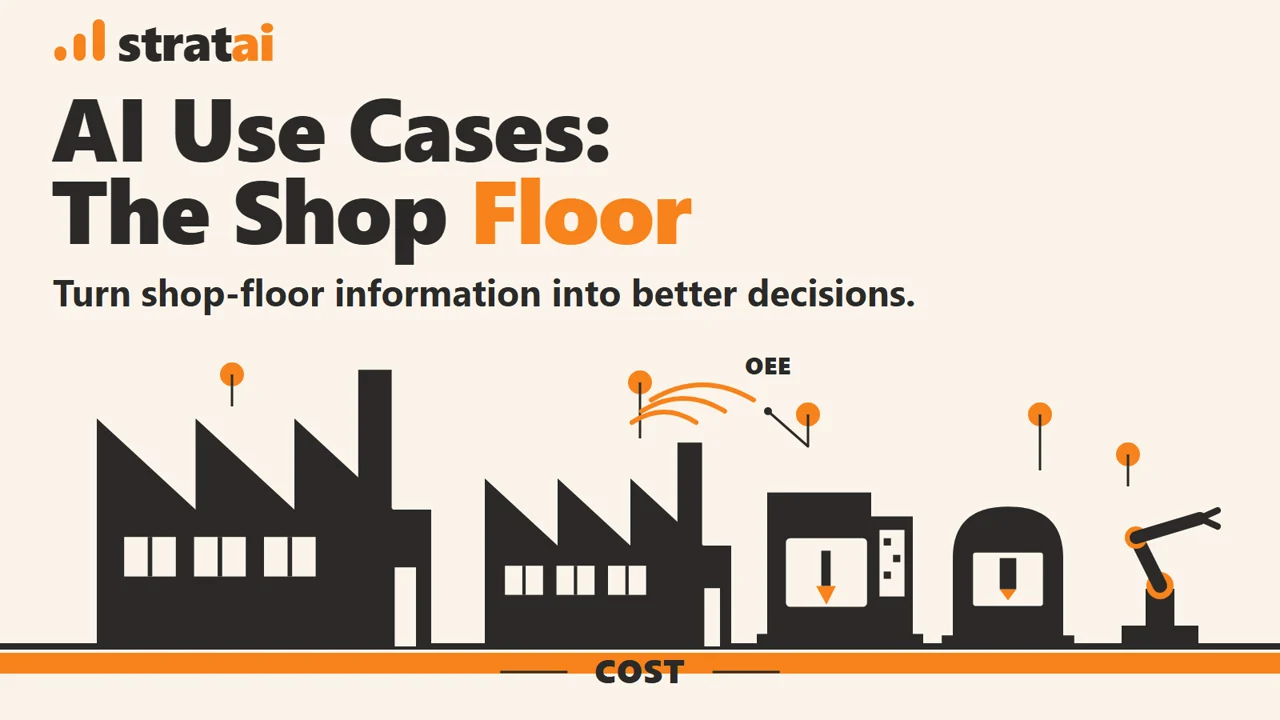 stratai
AI Use Cases:
The Shop Floor
Turn shop-floor information into better decisions.
OEE
COST